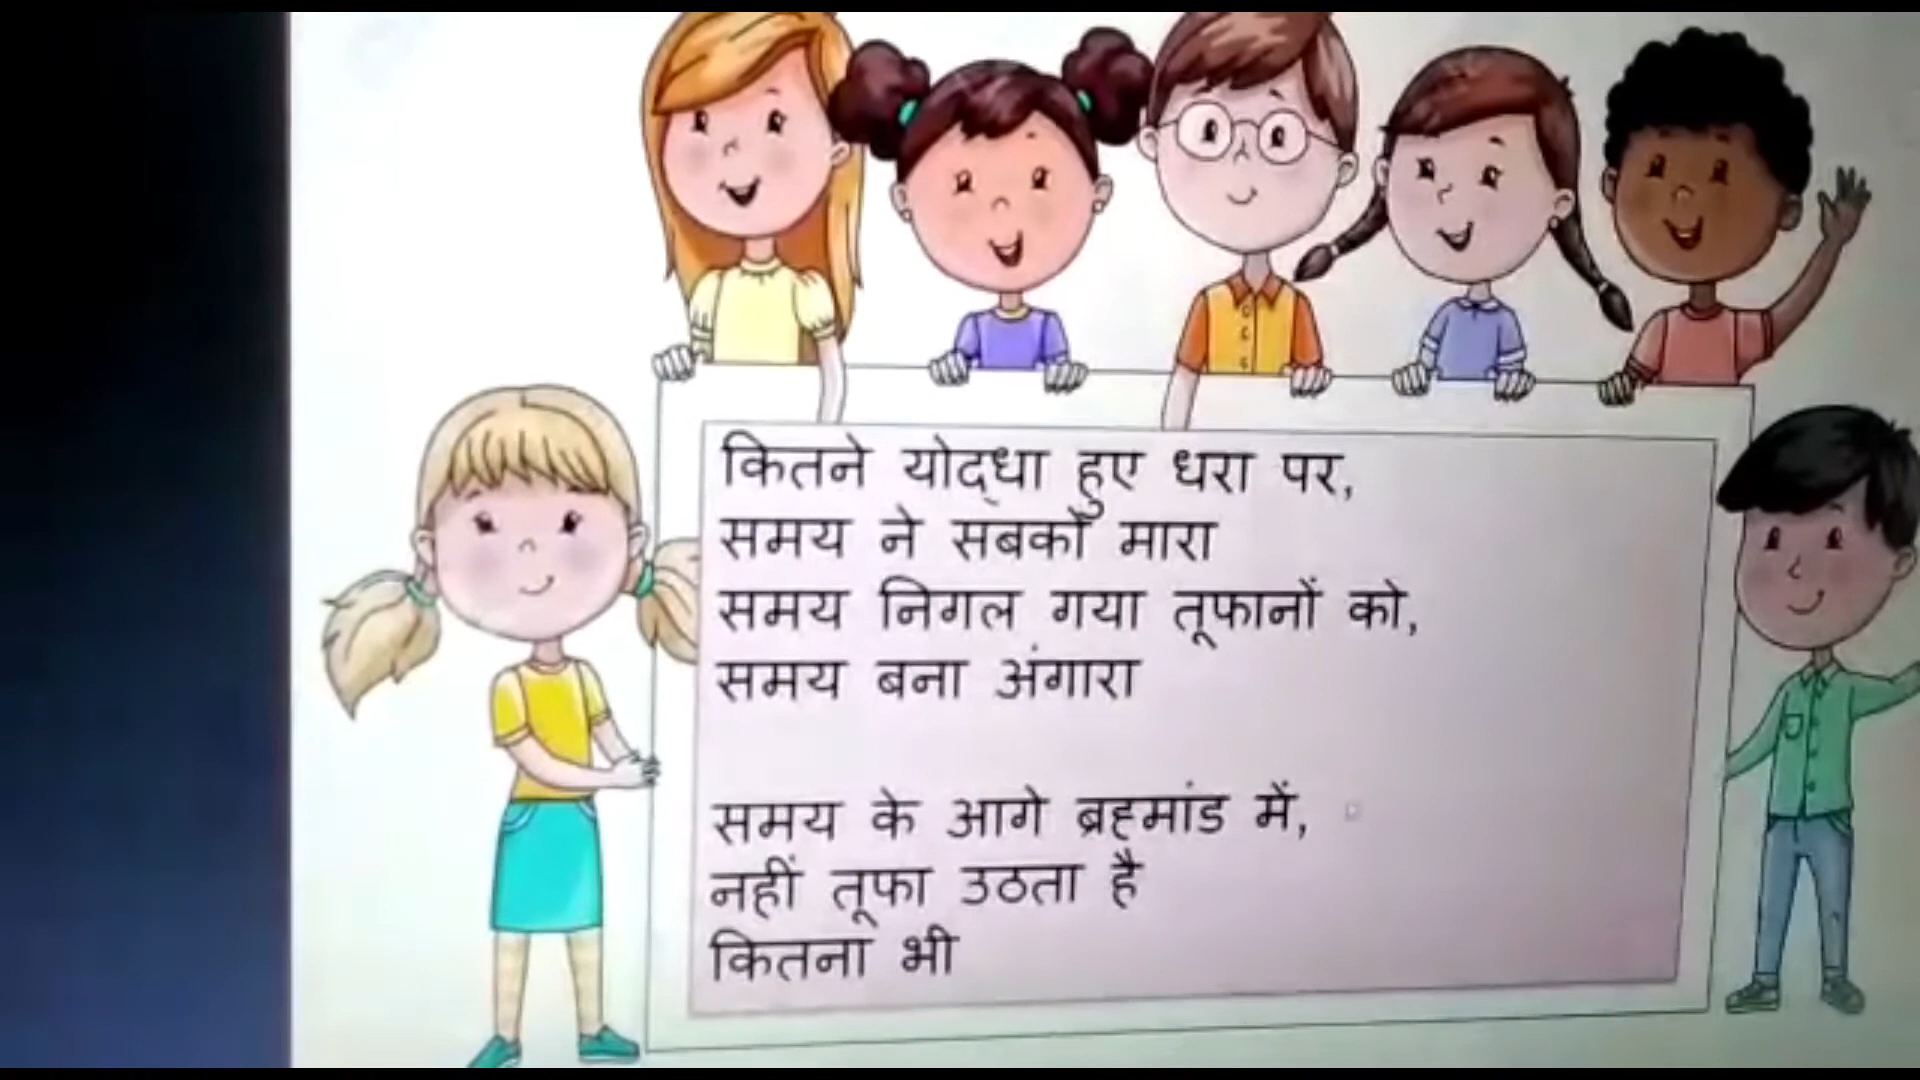 कितने योद्धा हुए धरा पर,
समय ने सबको मारा
समय निगल गया तूफानों को,
समय बना अंगारा
समय के आगे ब्रह्मांड में,
नहीं तूफा उठता है
कितना भी